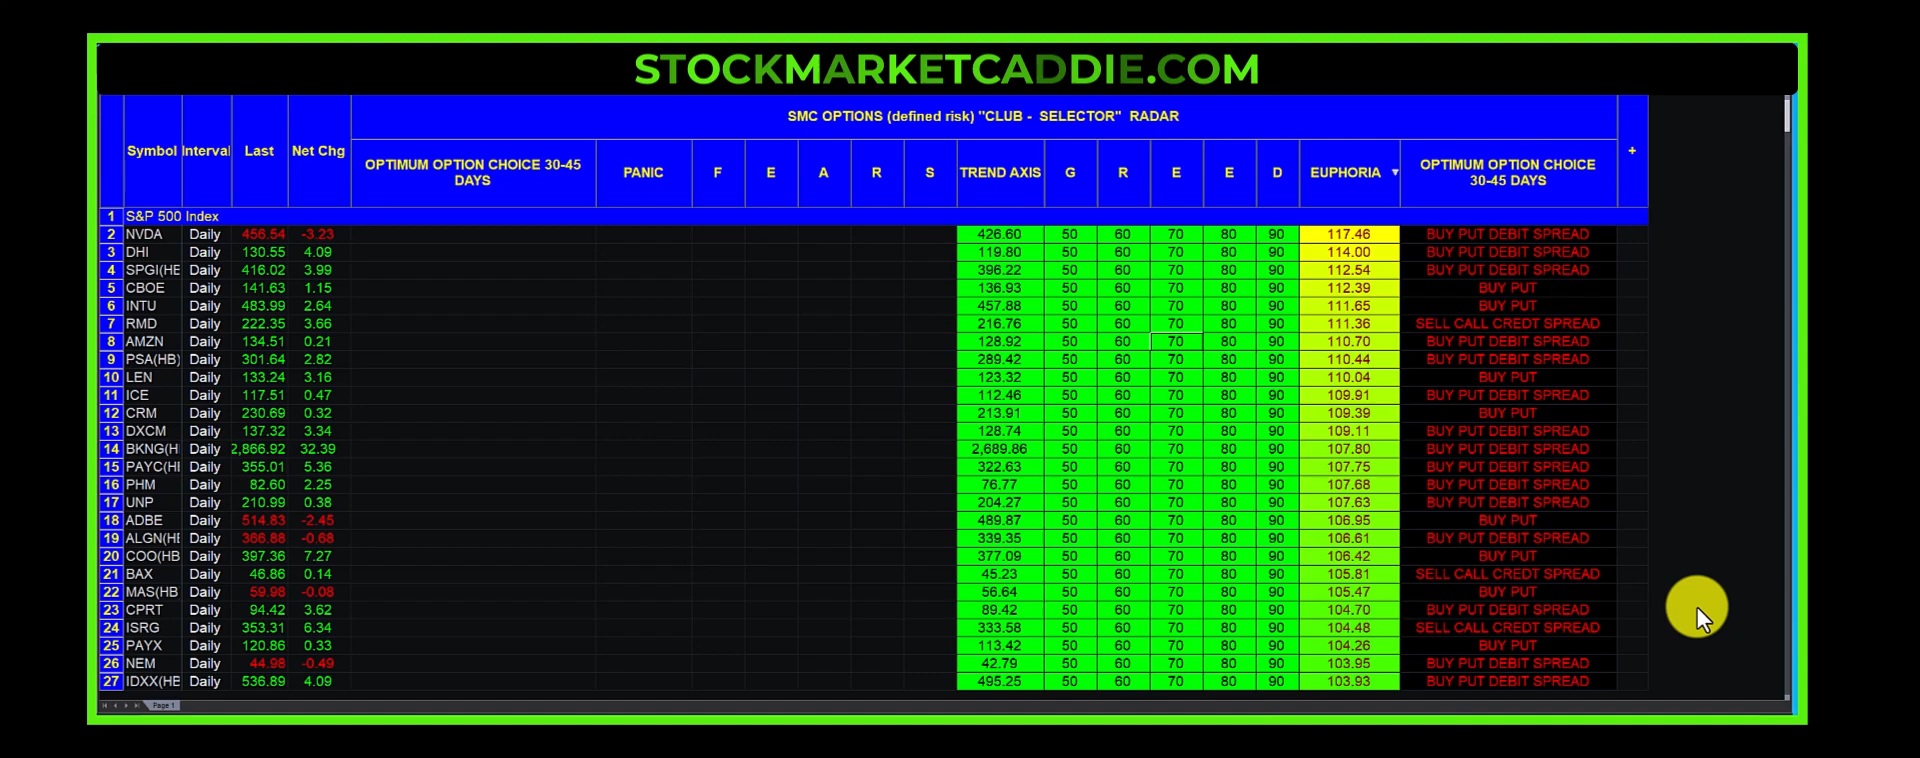 STOCKMARKETCADDIE.COM
SMC OPTIONS (defined risk) "CLUB - SELECTOR" RADAR
Symbol Interval Last Net Chg OPTIMUM OPTION CHOICE 30-45 DAYS PANIC F E A R S TREND AXIS G R E E D EUPHORIA ▼ OPTIMUM OPTION CHOICE 30-45 DAYS +
1 S&P 500 Index
2 NVDA Daily 456.54 -3.23 426.60 50 60 70 80 90 117.46 BUY PUT DEBIT SPREAD
3 DHI Daily 130.55 4.09 119.80 50 60 70 80 90 114.00 BUY PUT DEBIT SPREAD
4 SPGI(HE Daily 416.02 3.99 396.22 50 60 70 80 90 112.54 BUY PUT DEBIT SPREAD
5 CBOE Daily 141.63 1.15 136.93 50 60 70 80 90 112.39 BUY PUT
6 INTU Daily 483.99 2.64 457.88 50 60 70 80 90 111.65 BUY PUT
7 RMD Daily 222.35 3.66 216.76 50 60 70 80 90 111.36 SELL CALL CREDT SPREAD
8 AMZN Daily 134.51 0.21 128.92 50 60 70 80 90 110.70 BUY PUT DEBIT SPREAD
9 PSA(HB) Daily 301.64 2.82 289.42 50 60 70 80 90 110.44 BUY PUT DEBIT SPREAD
10 LEN Daily 133.24 3.16 123.32 50 60 70 80 90 110.04 BUY PUT
11 ICE Daily 117.51 0.47 112.46 50 60 70 80 90 109.91 BUY PUT DEBIT SPREAD
12 CRM Daily 230.69 0.32 213.91 50 60 70 80 90 109.39 BUY PUT
13 DXCM Daily 137.32 3.34 128.74 50 60 70 80 90 109.11 BUY PUT DEBIT SPREAD
14 BKNG(H Daily 2,866.92 32.39 2,689.86 50 60 70 80 90 107.80 BUY PUT DEBIT SPREAD
15 PAYC(HI Daily 355.01 5.36 322.63 50 60 70 80 90 107.75 BUY PUT DEBIT SPREAD
16 PHM Daily 82.60 2.25 76.77 50 60 70 80 90 107.68 BUY PUT DEBIT SPREAD
17 UNP Daily 210.99 0.38 204.27 50 60 70 80 90 107.63 BUY PUT DEBIT SPREAD
18 ADBE Daily 514.83 -2.45 489.87 50 60 70 80 90 106.95 BUY PUT
19 ALGN(HE Daily 366.88 -0.68 339.35 50 60 70 80 90 106.61 BUY PUT DEBIT SPREAD
20 COO(HB Daily 397.36 7.27 377.09 50 60 70 80 90 106.42 BUY PUT
21 BAX Daily 46.86 0.14 45.23 50 60 70 80 90 105.81 SELL CALL CREDT SPREAD
22 MAS(HB Daily 59.98 -0.08 56.64 50 60 70 80 90 105.47 BUY PUT
23 CPRT Daily 94.42 3.62 89.42 50 60 70 80 90 104.70 BUY PUT DEBIT SPREAD
24 ISRG Daily 353.31 6.34 333.58 50 60 70 80 90 104.48 SELL CALL CREDT SPREAD
25 PAYX Daily 120.86 0.33 113.42 50 60 70 80 90 104.26 BUY PUT
26 NEM Daily 44.98 -0.49 42.79 50 60 70 80 90 103.95 BUY PUT DEBIT SPREAD
27 IDXX(HE Daily 536.89 4.09 495.25 50 60 70 80 90 103.93 BUY PUT DEBIT SPREAD
Page 1